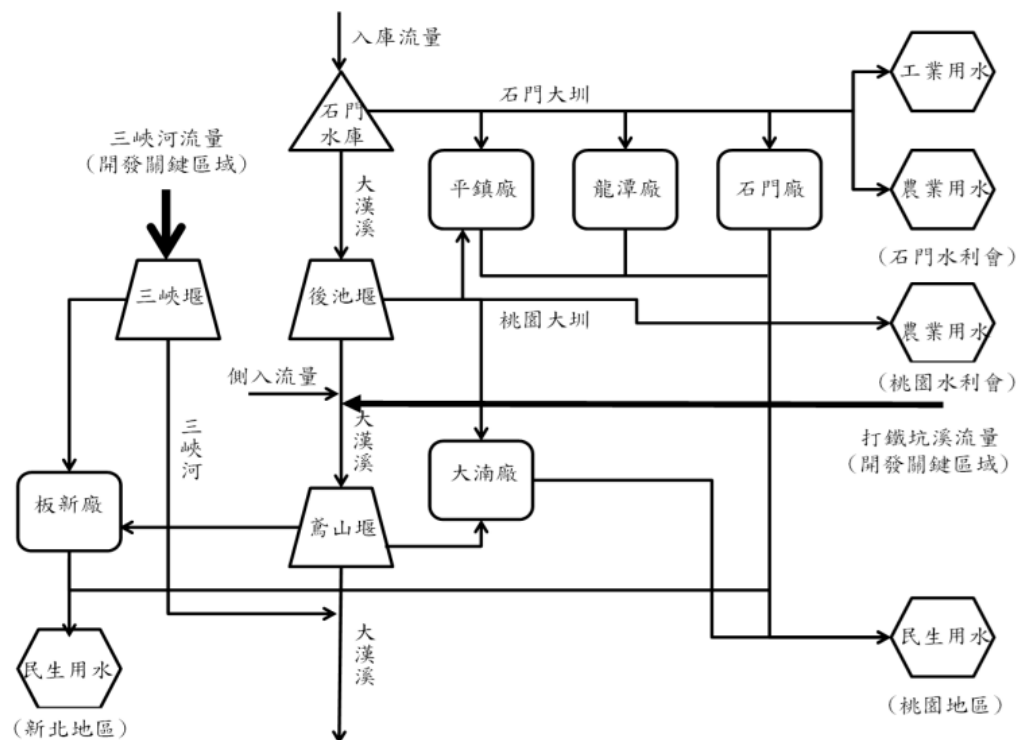 入庫流量
石門
水庫
石門大圳
工業用水
三峽河流量
(開發關鍵區域)
大漢溪
平鎮廠
龍潭廠
石門廠
農業用水
(石門水利會)
三峽堰
後池堰
桃園大圳
農業用水
(桃園水利會)
側入流量
三峽河
大漢溪
打鐵坑溪流量
(開發關鍵區域)
大湳廠
板新廠
鳶山堰
大漢溪
民生用水
(新北地區)
民生用水
(桃園地區)